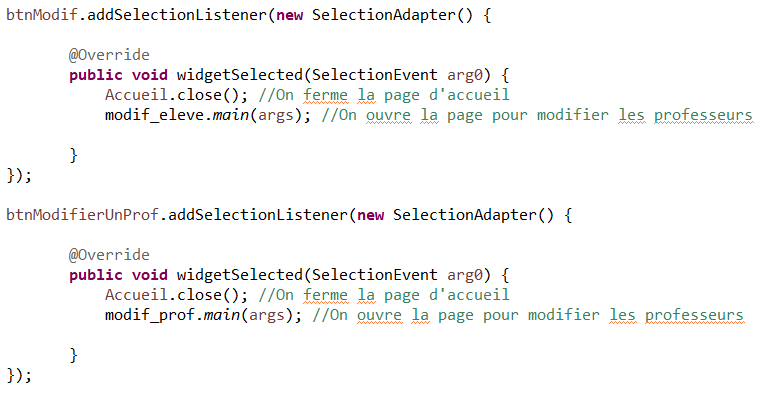 btnModif.addSelectionListener(new SelectionAdapter() {
@Override
public void widgetSelected(SelectionEvent arg0) {
Accueil.close(); //On ferme la page d'accueil
modif_eleve.main(args); //On ouvre la page pour modifier les professeurs
}
});
btnModifierUnProf.addSelectionListener(new SelectionAdapter() {
@Override
public void widgetSelected(SelectionEvent arg0) {
Accueil.close(); //On ferme la page d'accueil
modif_prof.main(args); //On ouvre la page pour modifier les professeurs
}
});